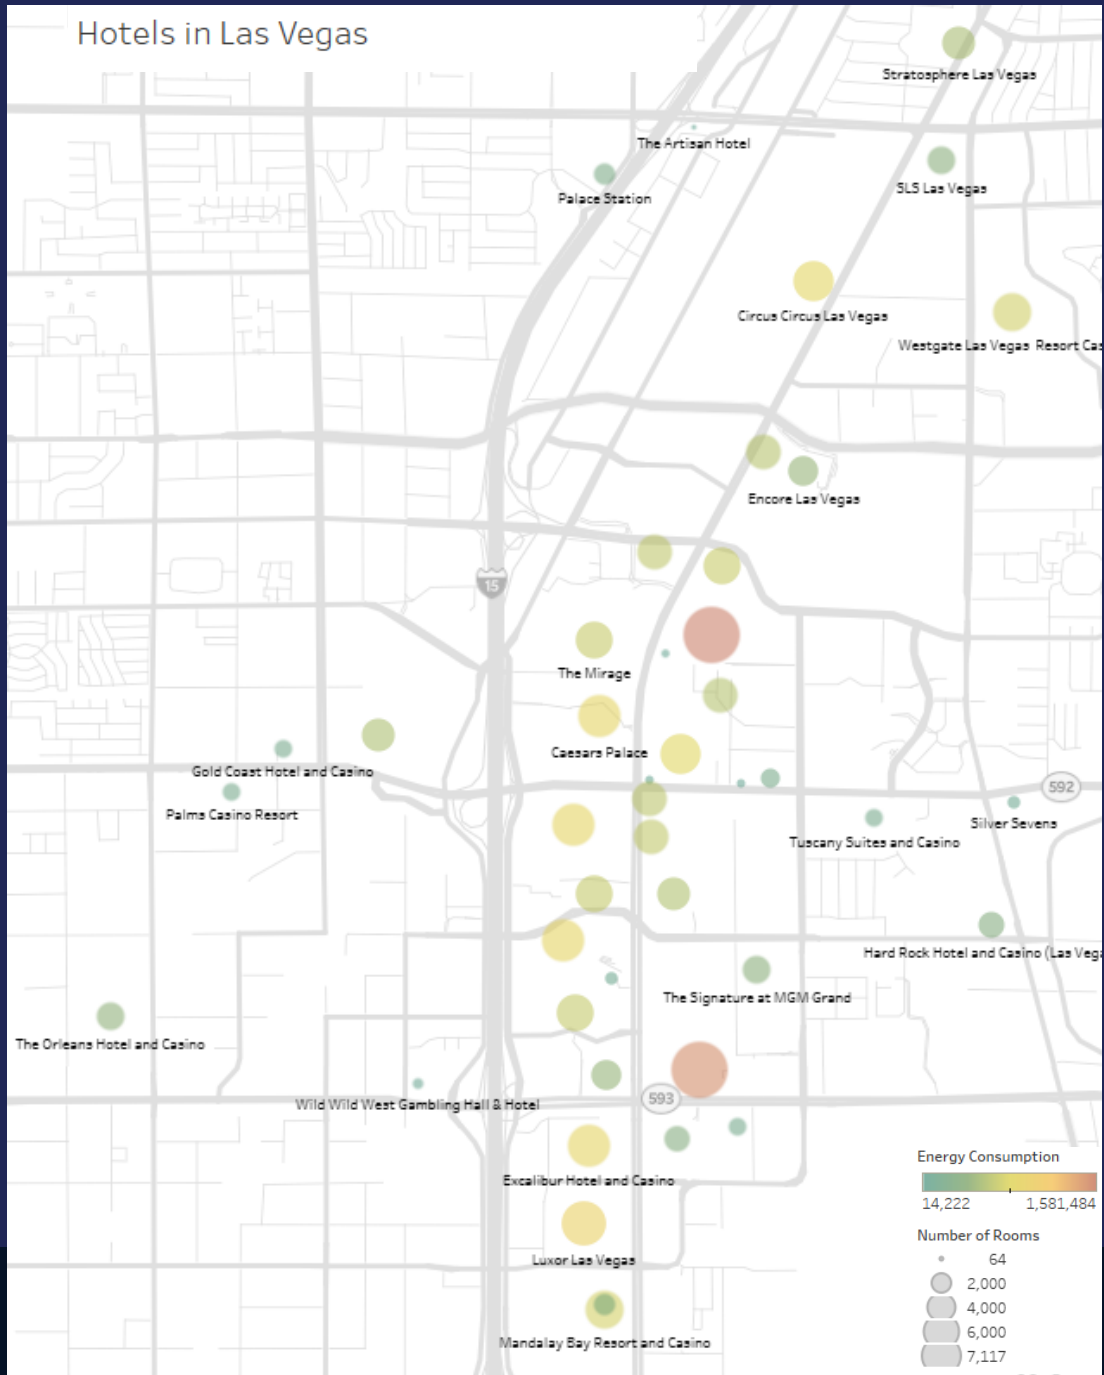 Hotels in Las Vegas
Stratosphere Las Vegas
The Artisan Hotel
SLS Las Vegas
Palace Station
Circus Circus Las Vegas
Westgate Las Vegas Resort Cas
Encore Las Vegas
15
The Mirage
Caesars Palace
Gold Coast Hotel and Casino
592
Palms Casino Resort
Silver Sevens
Tuscany Suites and Casino
Hard Rock Hotel and Casino (Las Vega
The Signature at MGM Grand
The Orleans Hotel and Casino
593
Wild Wild West Gambling Hall & Hotel
Excalibur Hotel and Casino
Luxor Las Vegas
Mandalay Bay Resort and Casino
Energy Consumption
14,222 1,581,484
Number of Rooms
64
2,000
4,000
6,000
7,117